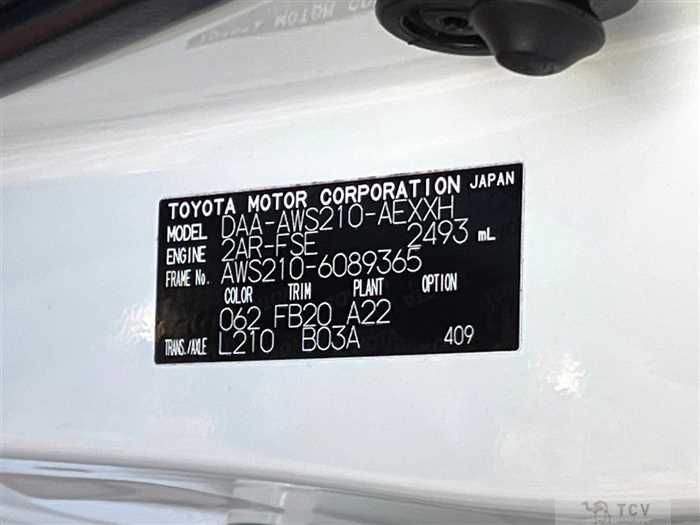 TOYOTA MOTOR CORPORATION JAPAN
MODEL DAA-AWS210-AEXXH
ENGINE 2AR-FSE 2493 mL
FRAME No. AWS210-6089365
COLOR TRIM PLANT OPTION
062 FB20 A22
TRANS./AXLE L210 B03A 409
TCV